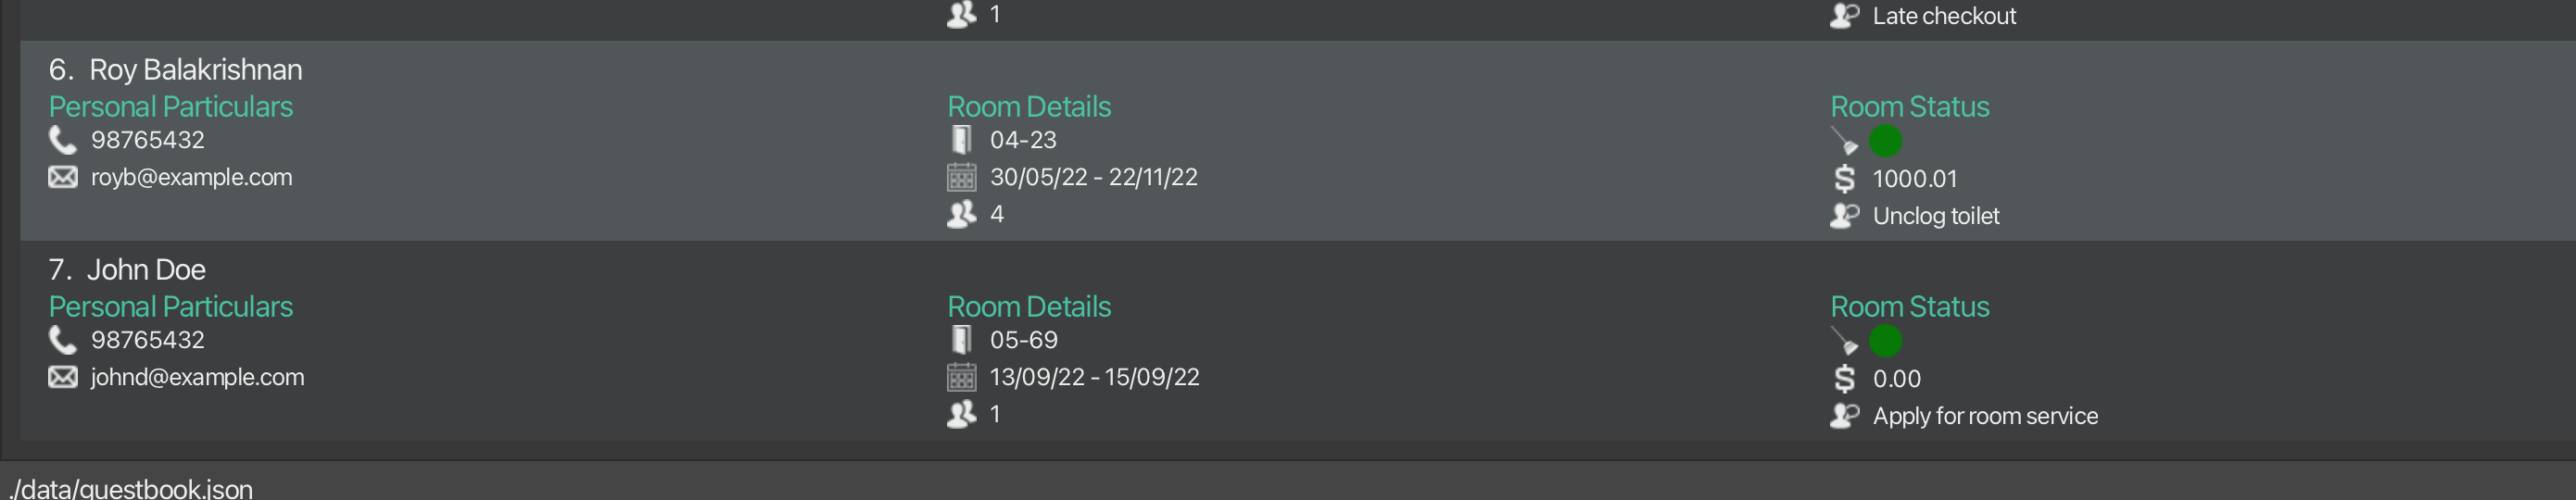 1
Late checkout
6. Roy Balakrishnan
Personal Particulars
98765432
royb@example.com
Room Details
04-23
30/05/22 - 22/11/22
4
Room Status
$ 1000.01
Unclog toilet
7. John Doe
Personal Particulars
98765432
johnd@example.com
Room Details
05-69
13/09/22 - 15/09/22
1
Room Status
$ 0.00
Apply for room service
./data/guestbook.json